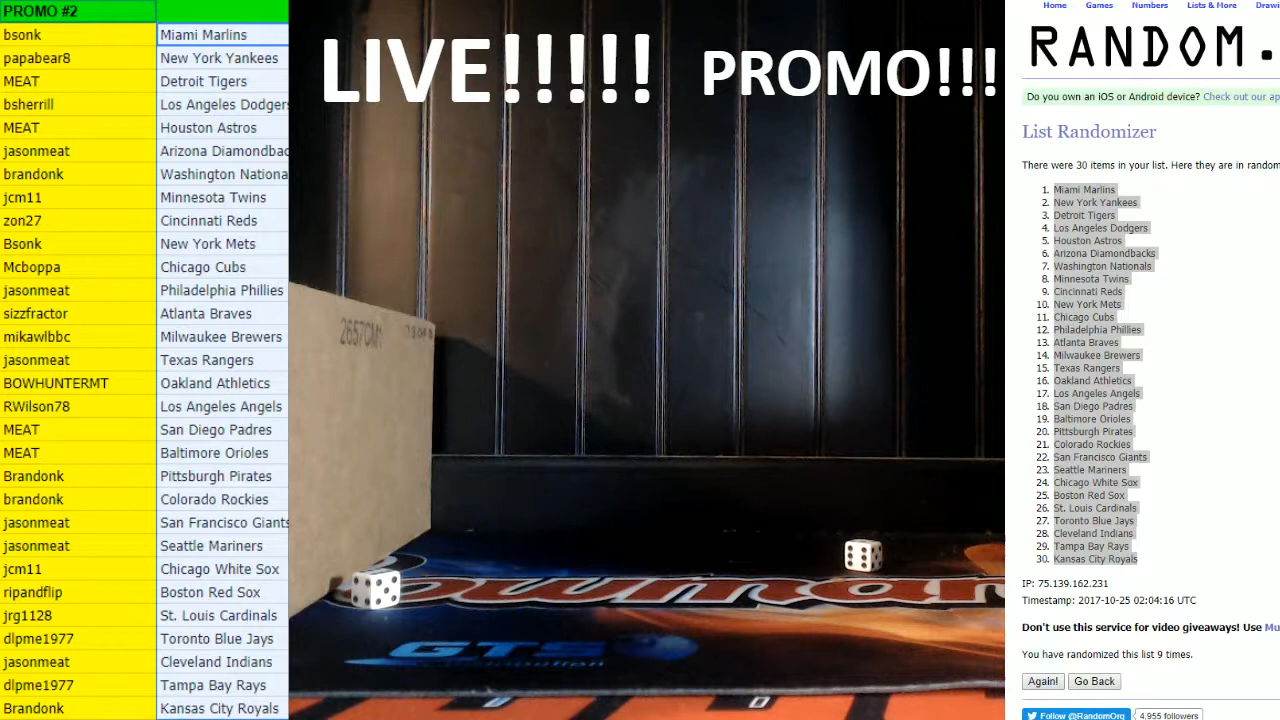 PROMO #2
bsonk Miami Marlins
papabear8 New York Yankees
MEAT Detroit Tigers
bsherrill Los Angeles Dodgers
MEAT Houston Astros
jasonmeat Arizona Diamondbac
brandonk Washington Nationa
jcm11 Minnesota Twins
zon27 Cincinnati Reds
Bsonk New York Mets
Mcboppa Chicago Cubs
jasonmeat Philadelphia Phillies
sizzfractor Atlanta Braves
mikawlbbc Milwaukee Brewers
jasonmeat Texas Rangers
BOWHUNTERMT Oakland Athletics
RWilson78 Los Angeles Angels
MEAT San Diego Padres
MEAT Baltimore Orioles
Brandonk Pittsburgh Pirates
brandonk Colorado Rockies
jasonmeat San Francisco Giants
jasonmeat Seattle Mariners
jcm11 Chicago White Sox
ripandflip Boston Red Sox
jrg1128 St. Louis Cardinals
dlpme1977 Toronto Blue Jays
jasonmeat Cleveland Indians
dlpme1977 Tampa Bay Rays
Brandonk Kansas City Royals
LIVE!!!!! PROMO!!!
2657CM1
Bowman
GTS
Home Games Numbers Lists & More Drawi
RANDOM.
Do you own an iOS or Android device? Check out our ap
List Randomizer
There were 30 items in your list. Here they are in random
1. Miami Marlins
2. New York Yankees
3. Detroit Tigers
4. Los Angeles Dodgers
5. Houston Astros
6. Arizona Diamondbacks
7. Washington Nationals
8. Minnesota Twins
9. Cincinnati Reds
10. New York Mets
11. Chicago Cubs
12. Philadelphia Phillies
13. Atlanta Braves
14. Milwaukee Brewers
15. Texas Rangers
16. Oakland Athletics
17. Los Angeles Angels
18. San Diego Padres
19. Baltimore Orioles
20. Pittsburgh Pirates
21. Colorado Rockies
22. San Francisco Giants
23. Seattle Mariners
24. Chicago White Sox
25. Boston Red Sox
26. St. Louis Cardinals
27. Toronto Blue Jays
28. Cleveland Indians
29. Tampa Bay Rays
30. Kansas City Royals
IP: 75.139.162.231
Timestamp: 2017-10-25 02:04:16 UTC
Don't use this service for video giveaways! Use Mu
You have randomized this list 9 times.
Again! Go Back
Follow @RandomOrg 4,955 followers